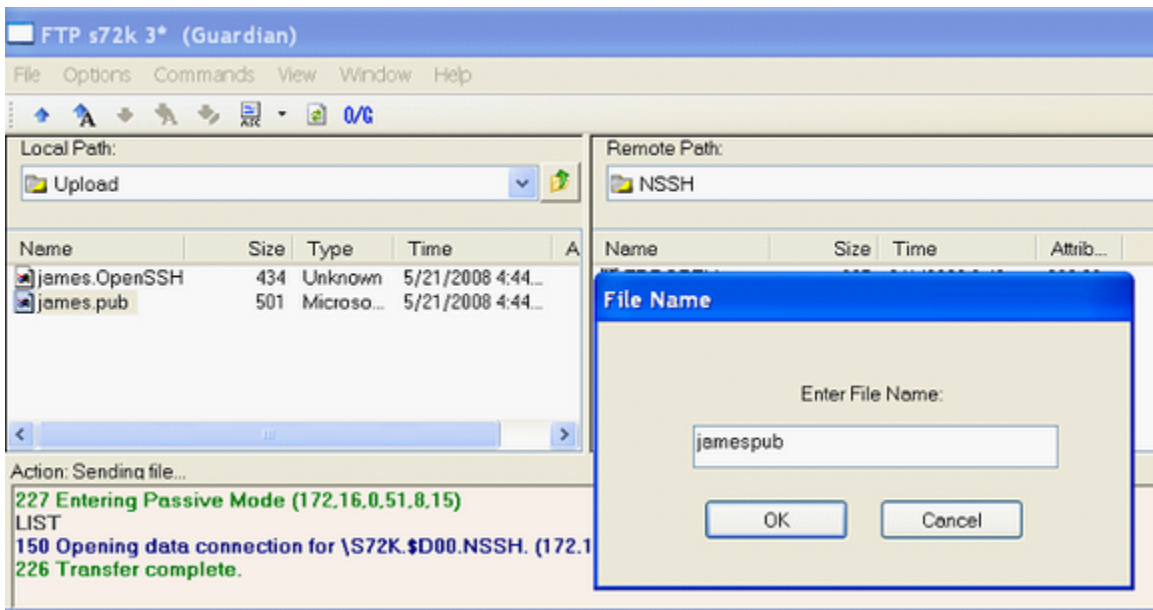 FTP s72k 3* (Guardian)
File Options Commands View Window Help
O/G
Local Path:
Upload
Name Size Type Time A
james.OpenSSH 434 Unknown 5/21/2008 4:44...
james.pub 501 Microso... 5/21/2008 4:44...
Remote Path:
NSSH
Name Size Time Attrib...
File Name
Enter File Name:
jamespub
OK Cancel
Action: Sending file...
227 Entering Passive Mode (172,16,0,51,8,15)
LIST
150 Opening data connection for \S72K.$D00.NSSH. (172.1
226 Transfer complete.